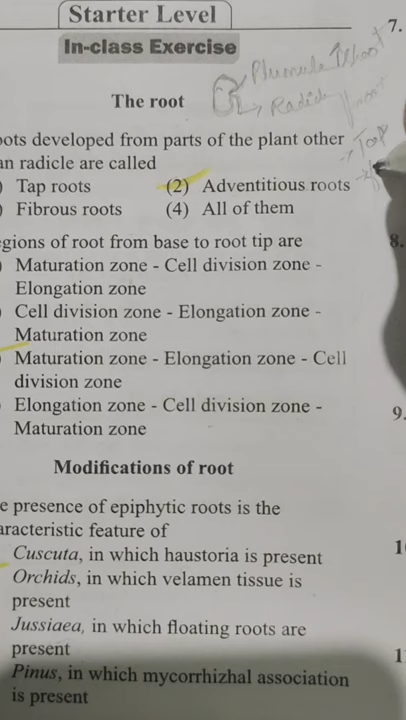 Starter Level
In-class Exercise
7.
Plumule shoot
Radicle root
The root
oots developed from parts of the plant other
an radicle are called
) Tap roots (2) Adventitious roots
) Fibrous roots (4) All of them
egions of root from base to root tip are
8.
Maturation zone - Cell division zone -
Elongation zone
Cell division zone - Elongation zone -
Maturation zone
Maturation zone - Elongation zone - Cell
division zone
Elongation zone - Cell division zone -
9.
Maturation zone
Modifications of root
e presence of epiphytic roots is the
aracteristic feature of
Cuscuta, in which haustoria is present
Orchids, in which velamen tissue is
present
Jussiaea, in which floating roots are
present
Pinus, in which mycorrhizhal association
is present